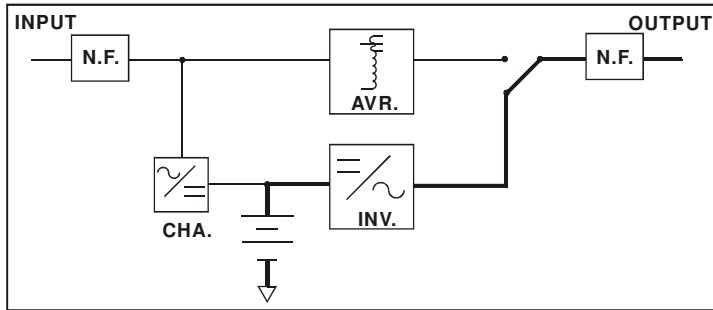 INPUT
OUTPUT
N.F.
AVR.
N.F.
CHA.
INV.